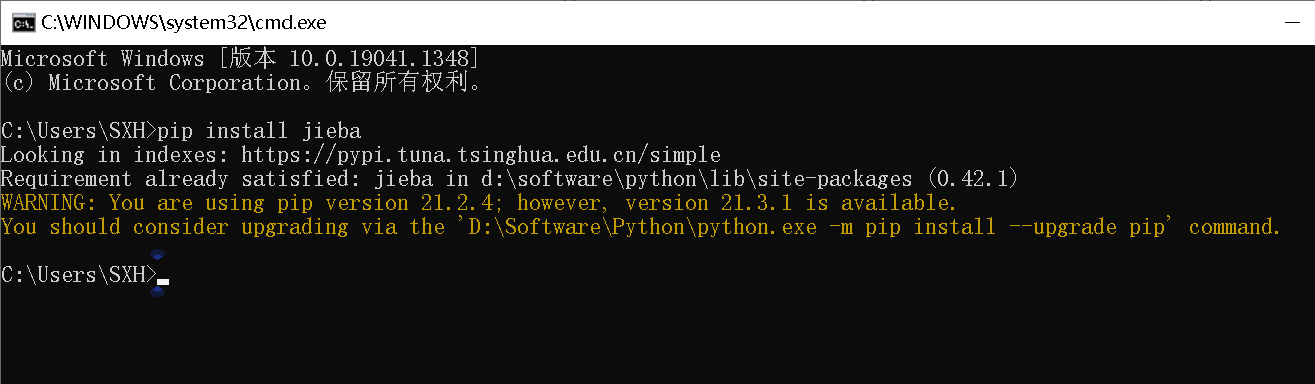 C:\WINDOWS\system32\cmd.exe
Microsoft Windows [版本 10.0.19041.1348]
(c) Microsoft Corporation。保留所有权利。
C:\Users\SXH>pip install jieba
Looking in indexes: https://pypi.tuna.tsinghua.edu.cn/simple
Requirement already satisfied: jieba in d:\software\python\lib\site-packages (0.42.1)
WARNING: You are using pip version 21.2.4; however, version 21.3.1 is available.
You should consider upgrading via the 'D:\Software\Python\python.exe -m pip install --upgrade pip' command.
C:\Users\SXH>